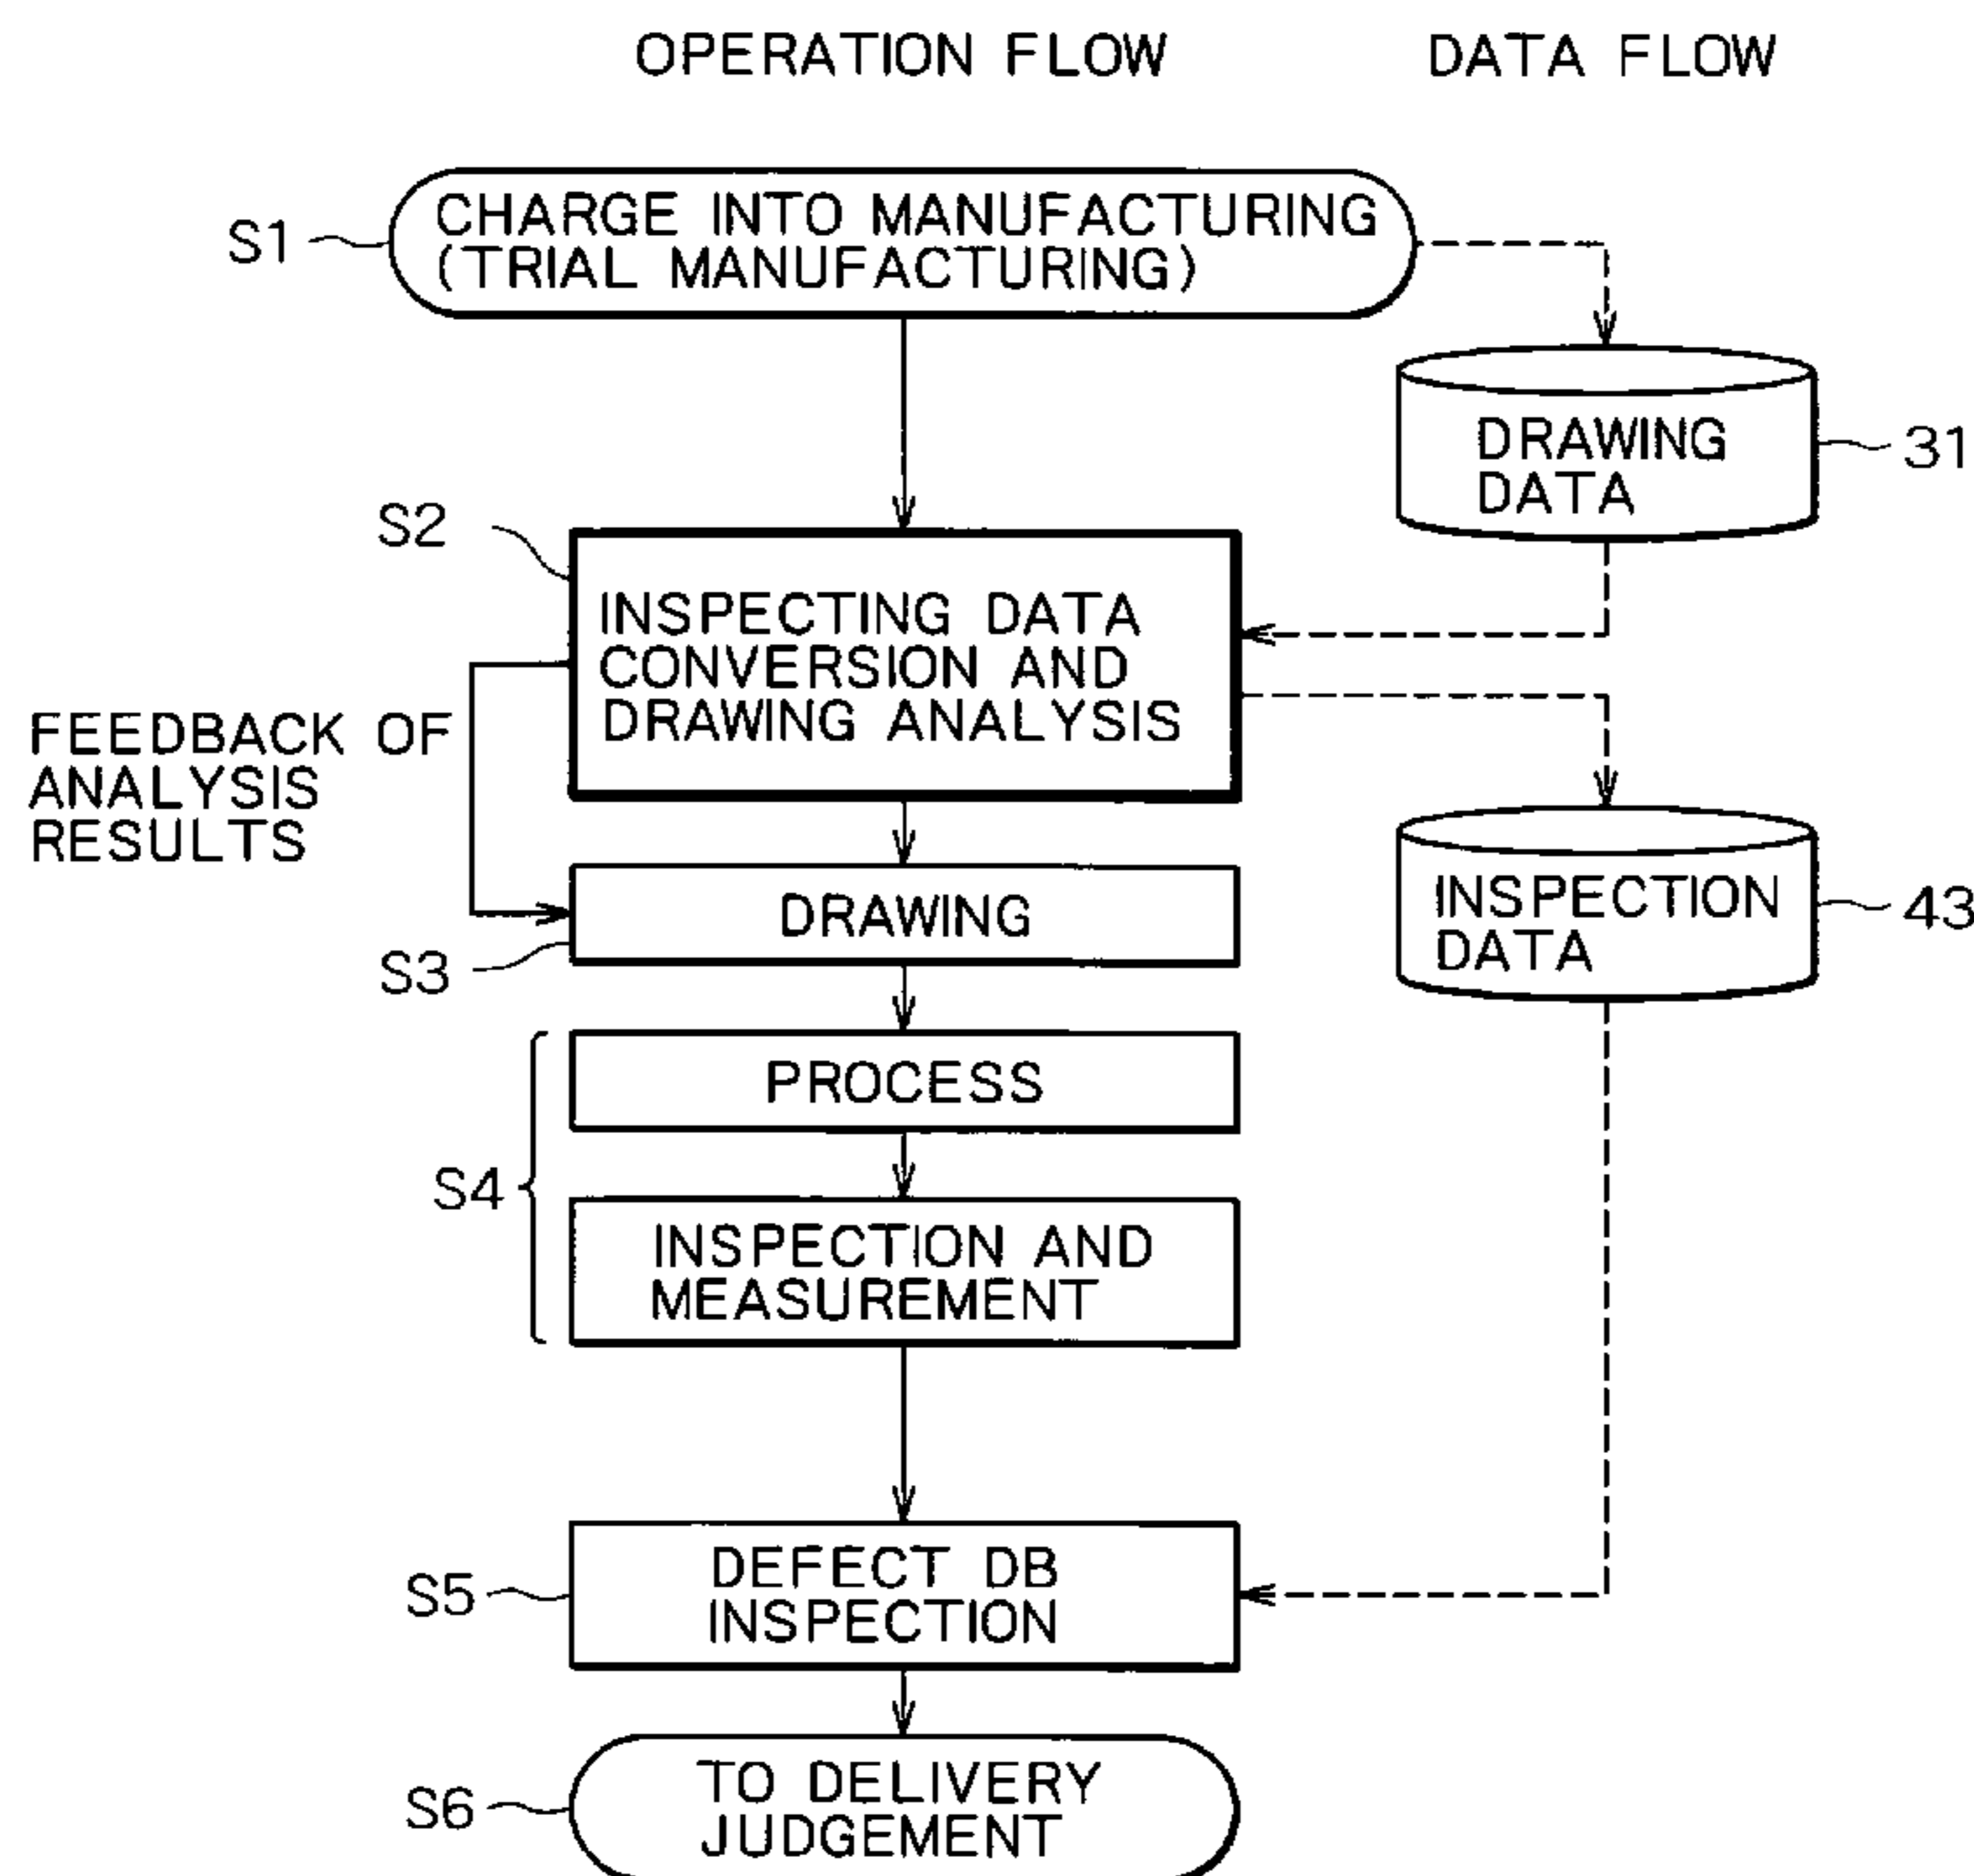 OPERATION FLOW
DATA FLOW
S1
CHARGE INTO MANUFACTURING
(TRIAL MANUFACTURING)
DRAWING
DATA
31
S2
INSPECTING DATA
CONVERSION AND
DRAWING ANALYSIS
FEEDBACK OF
ANALYSIS
RESULTS
INSPECTION
DATA
43
DRAWING
S3
PROCESS
S4
INSPECTION AND
MEASUREMENT
S5
DEFECT DB
INSPECTION
S6
TO DELIVERY
JUDGEMENT